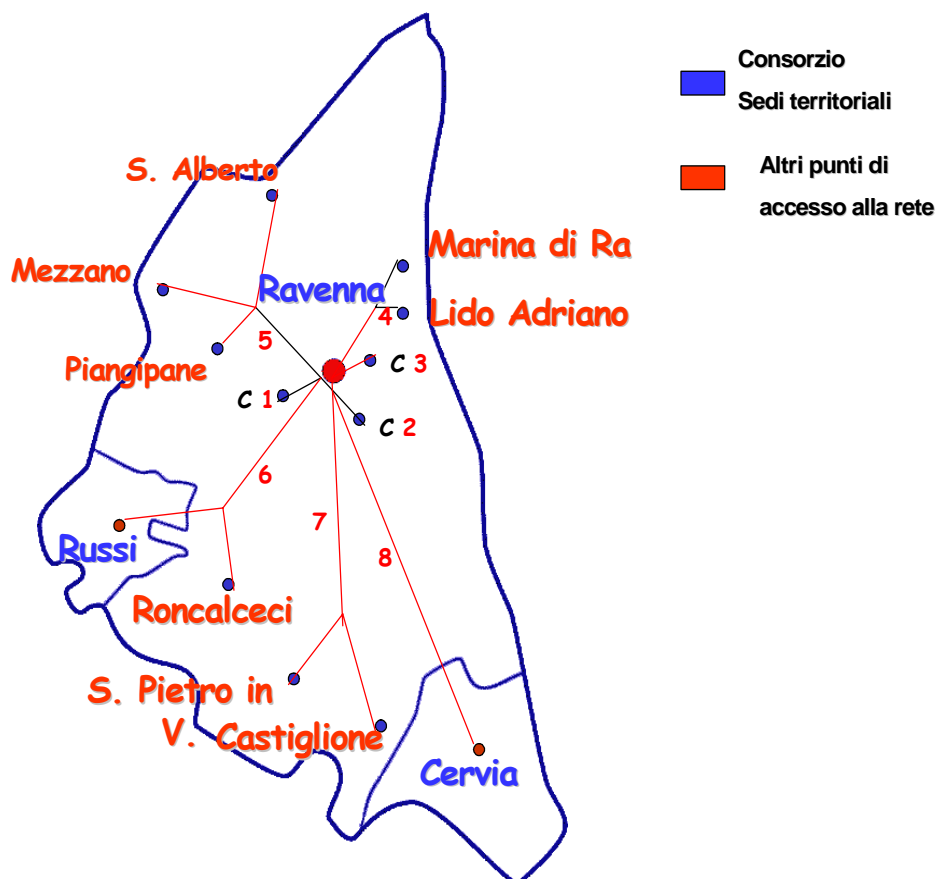 Consorzio
Sedi territoriali
Altri punti di
accesso alla rete
S. Alberto
Marina di Ra
Mezzano
Ravenna
4
Lido Adriano
5
Piangipane
C 3
C 1
C 2
6
7
8
Russi
Roncalceci
S. Pietro in
V. Castiglione
Cervia